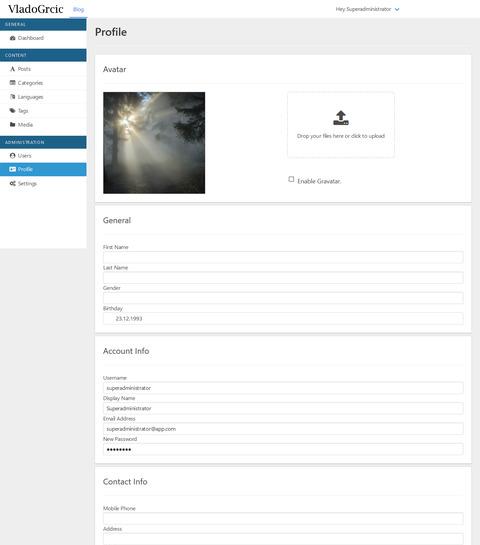 VladoGrcic
Blog
Hey Superadministrator
GENERAL
Dashboard
CONTENT
Posts
Categories
Languages
Tags
Media
ADMINISTRATION
Users
Profile
Settings
Profile
Avatar
Drop your files here or click to upload
Enable Gravatar.
General
First Name
Last Name
Gender
Birthday
23.12.1993
Account Info
Username
superadministrator
Display Name
Superadministrator
Email Address
superadministrator@app.com
New Password
••••••••
Contact Info
Mobile Phone
Address